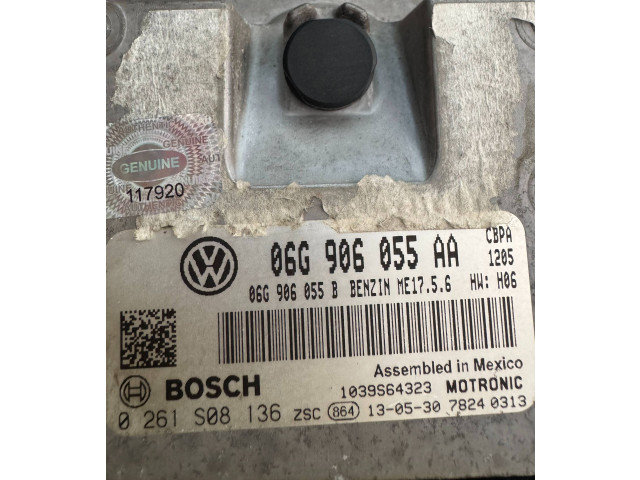 GENUINE
GENUINE
117920
06G 906 055 AA
CBPA
1205
06G 906 055 B BENZIN ME17.5.6 HW: H06
Assembled in Mexico
BOSCH
1039S64323 MOTRONIC
0 261 S08 136 ZSC 864 13-05-30 7824 0313